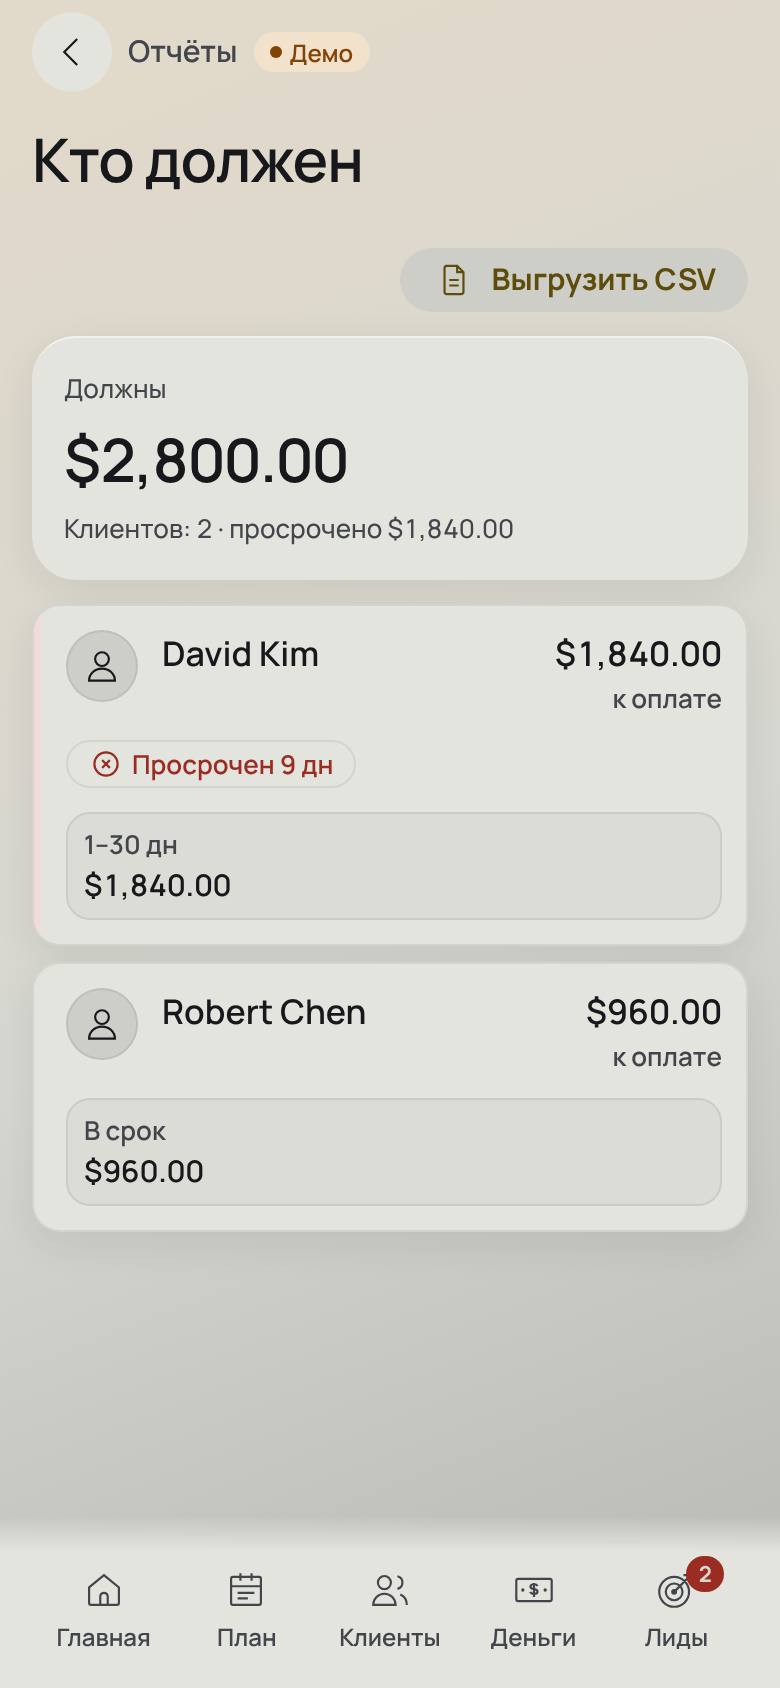 Отчёты
Демо
Кто должен
Выгрузить CSV
Должны
$2,800.00
Клиентов: 2 · просрочено $1,840.00
David Kim
$1,840.00
к оплате
Просрочен 9 дн
1–30 дн
$1,840.00
Robert Chen
$960.00
к оплате
В срок
$960.00
2
Главная
План
Клиенты
Деньги
Лиды